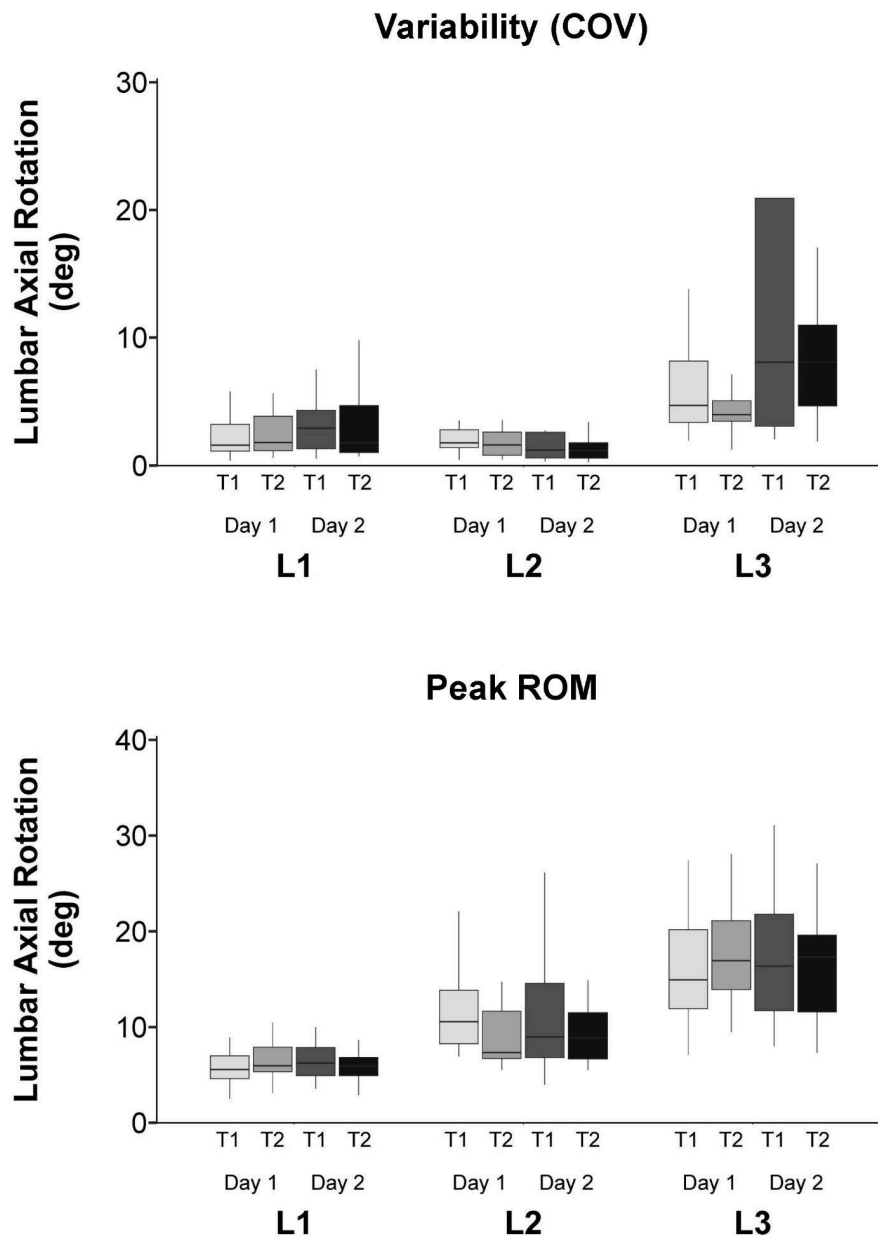 Variability (COV)
Lumbar Axial Rotation
(deg)
30
20
10
0
T1 T2 T1 T2 T1 T2 T1 T2 T1 T2 T1 T2
Day 1 Day 2 Day 1 Day 2 Day 1 Day 2
L1 L2 L3
Peak ROM
Lumbar Axial Rotation
(deg)
40
30
20
10
0
T1 T2 T1 T2 T1 T2 T1 T2 T1 T2 T1 T2
Day 1 Day 2 Day 1 Day 2 Day 1 Day 2
L1 L2 L3